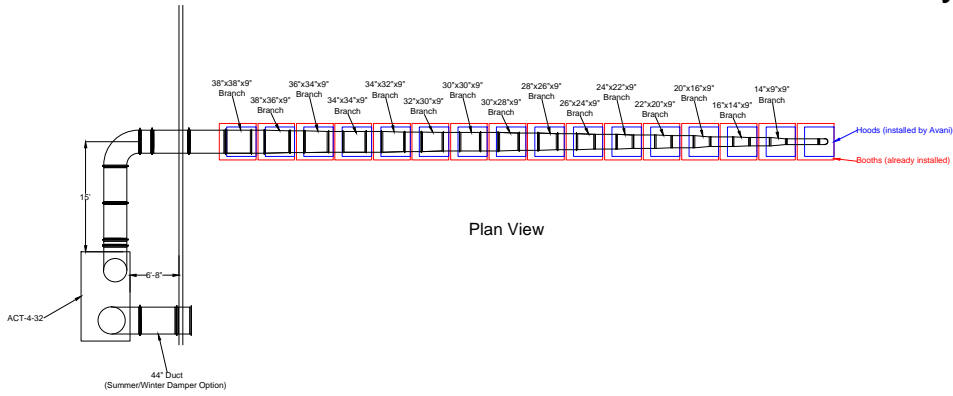 38"x38"x9"
Branch
38"x36"x9"
Branch
36"x34"x9"
Branch
34"x34"x9"
Branch
34"x32"x9"
Branch
32"x30"x9"
Branch
30"x30"x9"
Branch
30"x28"x9"
Branch
28"x26"x9"
Branch
26"x24"x9"
Branch
24"x22"x9"
Branch
22"x20"x9"
Branch
20"x16"x9"
Branch
16"x14"x9"
Branch
14"x9"x9"
Branch
Hoods (installed by Avani)
Booths (already installed)
15'
Plan View
6'-8"
ACT-4-32
44" Duct
(Summer/Winter Damper Option)